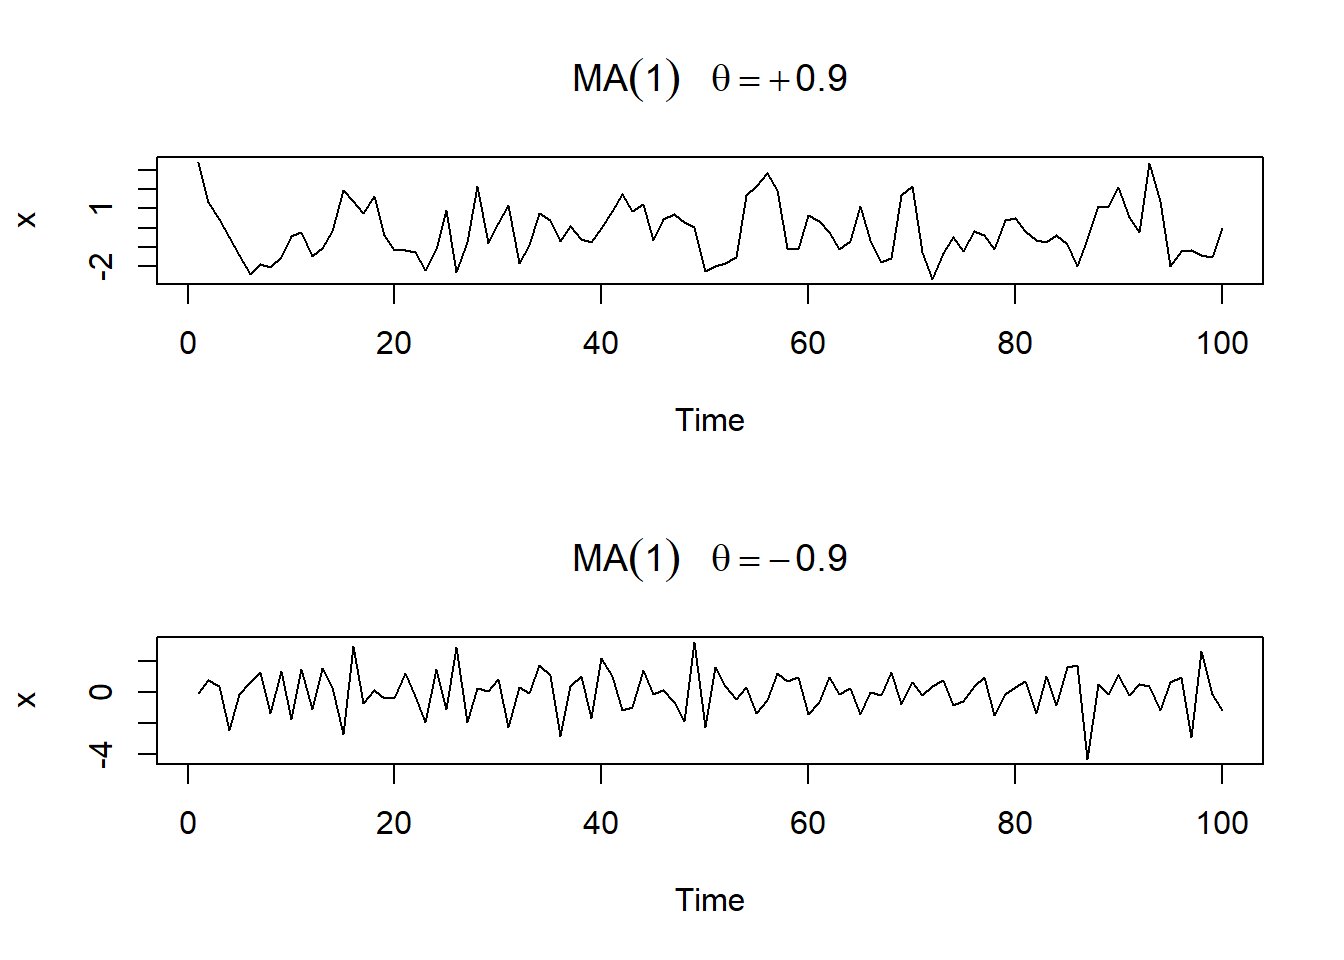 MA(1) θ = +0.9
x
1
-2
0 20 40 60 80 100
Time
MA(1) θ = −0.9
x
0
-4
0 20 40 60 80 100
Time